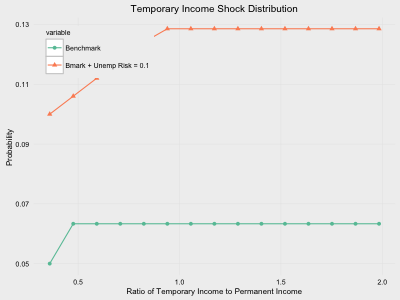 Temporary Income Shock Distribution
0.13
variable
Benchmark
Bmark + Unemp Risk = 0.1
0.11
0.09
0.07
0.05
Probability
0.5 1.0 1.5 2.0
Ratio of Temporary Income to Permanent Income